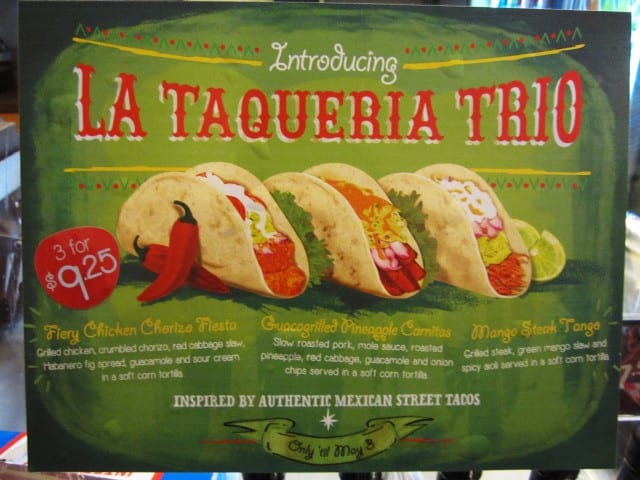 Introducing
LA TAQUERIA TRIO
3 for
$9.25
Fiery Chicken Chorizo Fiesta
Grilled chicken, crumbled chorizo, red cabbage slaw,
Habanero fig spread, guacamole and sour cream
in a soft corn tortilla
Guacogrilled Pineapple Carnitas
Slow roasted pork, mole sauce, roasted
pineapple, red cabbage, guacamole and onion
chips served in a soft corn tortilla
Mango Steak Tango
Grilled steak, green mango slaw and
spicy aioli served in a soft corn tortilla
INSPIRED BY AUTHENTIC MEXICAN STREET TACOS
Only 'til May 3